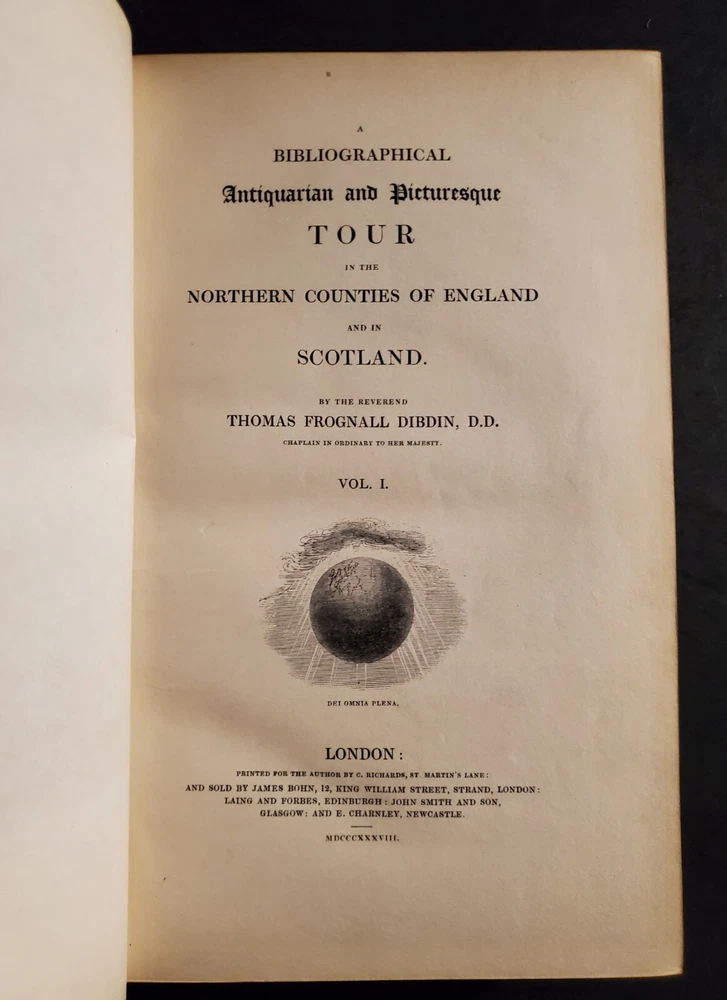 A
BIBLIOGRAPHICAL
Antiquarian and Picturesque
TOUR
IN THE
NORTHERN COUNTIES OF ENGLAND
AND IN
SCOTLAND.
BY THE REVEREND
THOMAS FROGNALL DIBDIN, D.D.
CHAPLAIN IN ORDINARY TO HER MAJESTY.
VOL. I.
DEI OMNIA PLENA.
LONDON:
PRINTED FOR THE AUTHOR BY C. RICHARDS, ST. MARTIN'S LANE:
AND SOLD BY JAMES BOHN, 12, KING WILLIAM STREET, STRAND, LONDON:
LAING AND FORBES, EDINBURGH: JOHN SMITH AND SON,
GLASGOW: AND E. CHARNLEY, NEWCASTLE.
MDCCCXXXVIII.